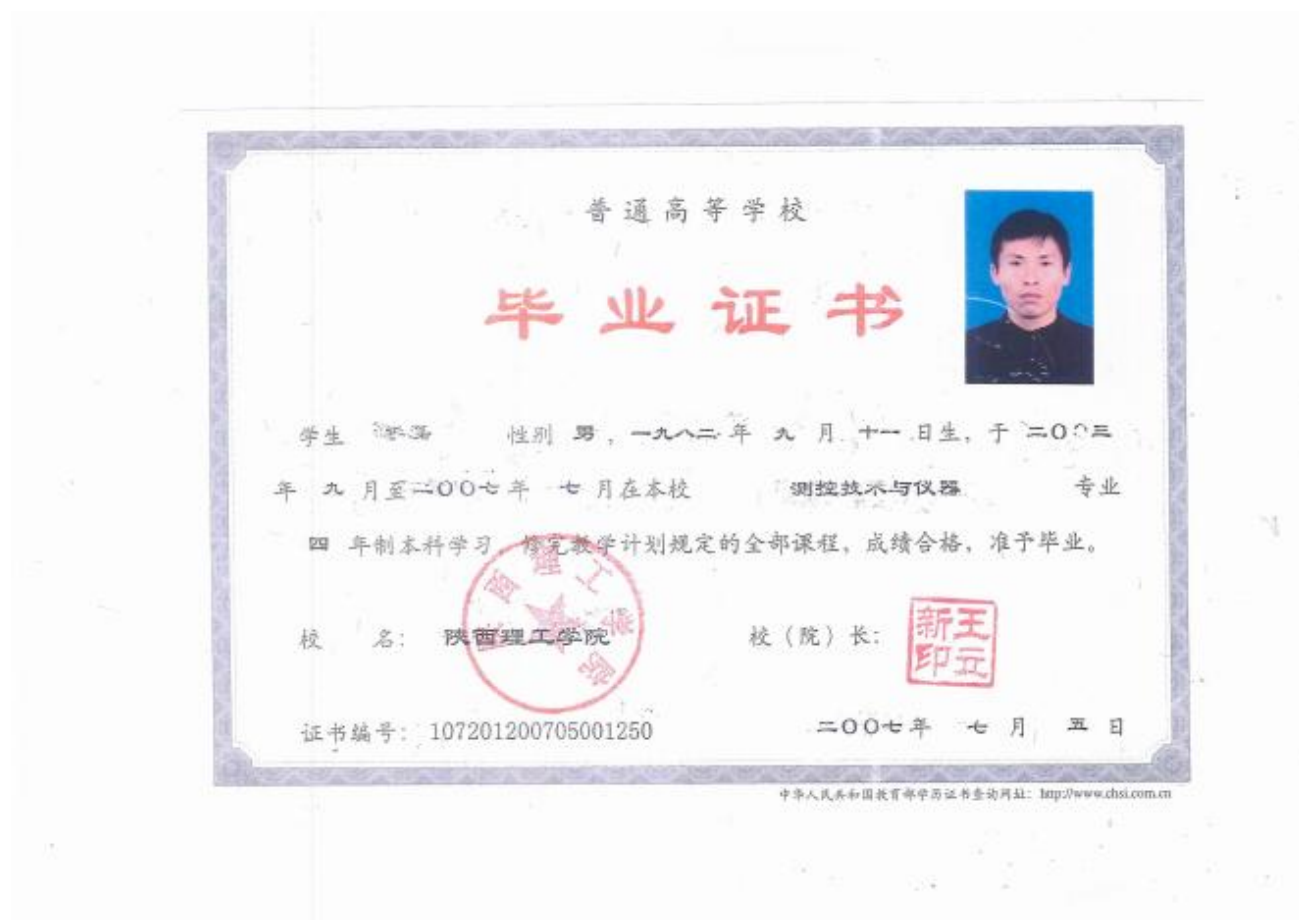 普通高等学校
毕业证书
学生 性别 男，一九八二年 九 月 十一 日生，于 二〇〇三
年 九 月至二〇〇七年 七 月在本校 测控技术与仪器 专业
四 年制本科学习，修完教学计划规定的全部课程，成绩合格，准予毕业。
校 名： 陕西理工学院
陕西理工学院
校（院）长：
王 新印
证书编号： 107201200705001250
二〇〇七年 七 月 五 日
中华人民共和国教育部学历证书查询网址： http://www.chsi.com.cn